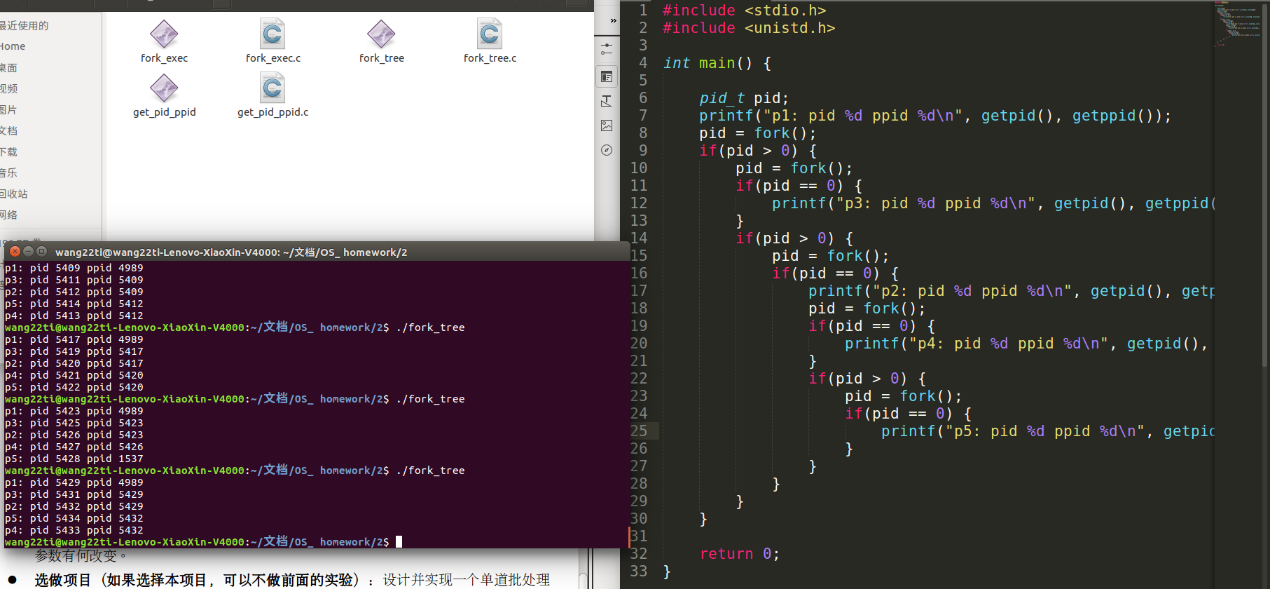 最近使用的
Home
桌面
视频
图片
文档
下载
音乐
回收站
网络
fork_exec
fork_exec.c
fork_tree
fork_tree.c
get_pid_ppid
get_pid_ppid.c
»
wang22ti@wang22ti-Lenovo-XiaoXin-V4000: ~/文档/OS_ homework/2
p1: pid 5409 ppid 4989
p3: pid 5411 ppid 5409
p2: pid 5412 ppid 5409
p5: pid 5414 ppid 5412
p4: pid 5413 ppid 5412
wang22ti@wang22ti-Lenovo-XiaoXin-V4000:~/文档/OS_ homework/2$ ./fork_tree
p1: pid 5417 ppid 4989
p3: pid 5419 ppid 5417
p2: pid 5420 ppid 5417
p4: pid 5421 ppid 5420
p5: pid 5422 ppid 5420
wang22ti@wang22ti-Lenovo-XiaoXin-V4000:~/文档/OS_ homework/2$ ./fork_tree
p1: pid 5423 ppid 4989
p3: pid 5425 ppid 5423
p2: pid 5426 ppid 5423
p4: pid 5427 ppid 5426
p5: pid 5428 ppid 1537
wang22ti@wang22ti-Lenovo-XiaoXin-V4000:~/文档/OS_ homework/2$ ./fork_tree
p1: pid 5429 ppid 4989
p3: pid 5431 ppid 5429
p2: pid 5432 ppid 5429
p5: pid 5434 ppid 5432
p4: pid 5433 ppid 5432
wang22ti@wang22ti-Lenovo-XiaoXin-V4000:~/文档/OS_ homework/2$
参数有何改变。
● 选做项目（如果选择本项目，可以不做前面的实验）：设计并实现一个单道批处理
1 #include <stdio.h>
2 #include <unistd.h>
3
4 int main() {
5
6 pid_t pid;
7 printf("p1: pid %d ppid %d\n", getpid(), getppid());
8 pid = fork();
9 if(pid > 0) {
10 pid = fork();
11 if(pid == 0) {
12 printf("p3: pid %d ppid %d\n", getpid(), getppid(
13 }
14 if(pid > 0) {
15 pid = fork();
16 if(pid == 0) {
17 printf("p2: pid %d ppid %d\n", getpid(), getp
18 pid = fork();
19 if(pid == 0) {
20 printf("p4: pid %d ppid %d\n", getpid(),
21 }
22 if(pid > 0) {
23 pid = fork();
24 if(pid == 0) {
25 printf("p5: pid %d ppid %d\n", getpid
26 }
27 }
28 }
29 }
30 }
31
32 return 0;
33 }